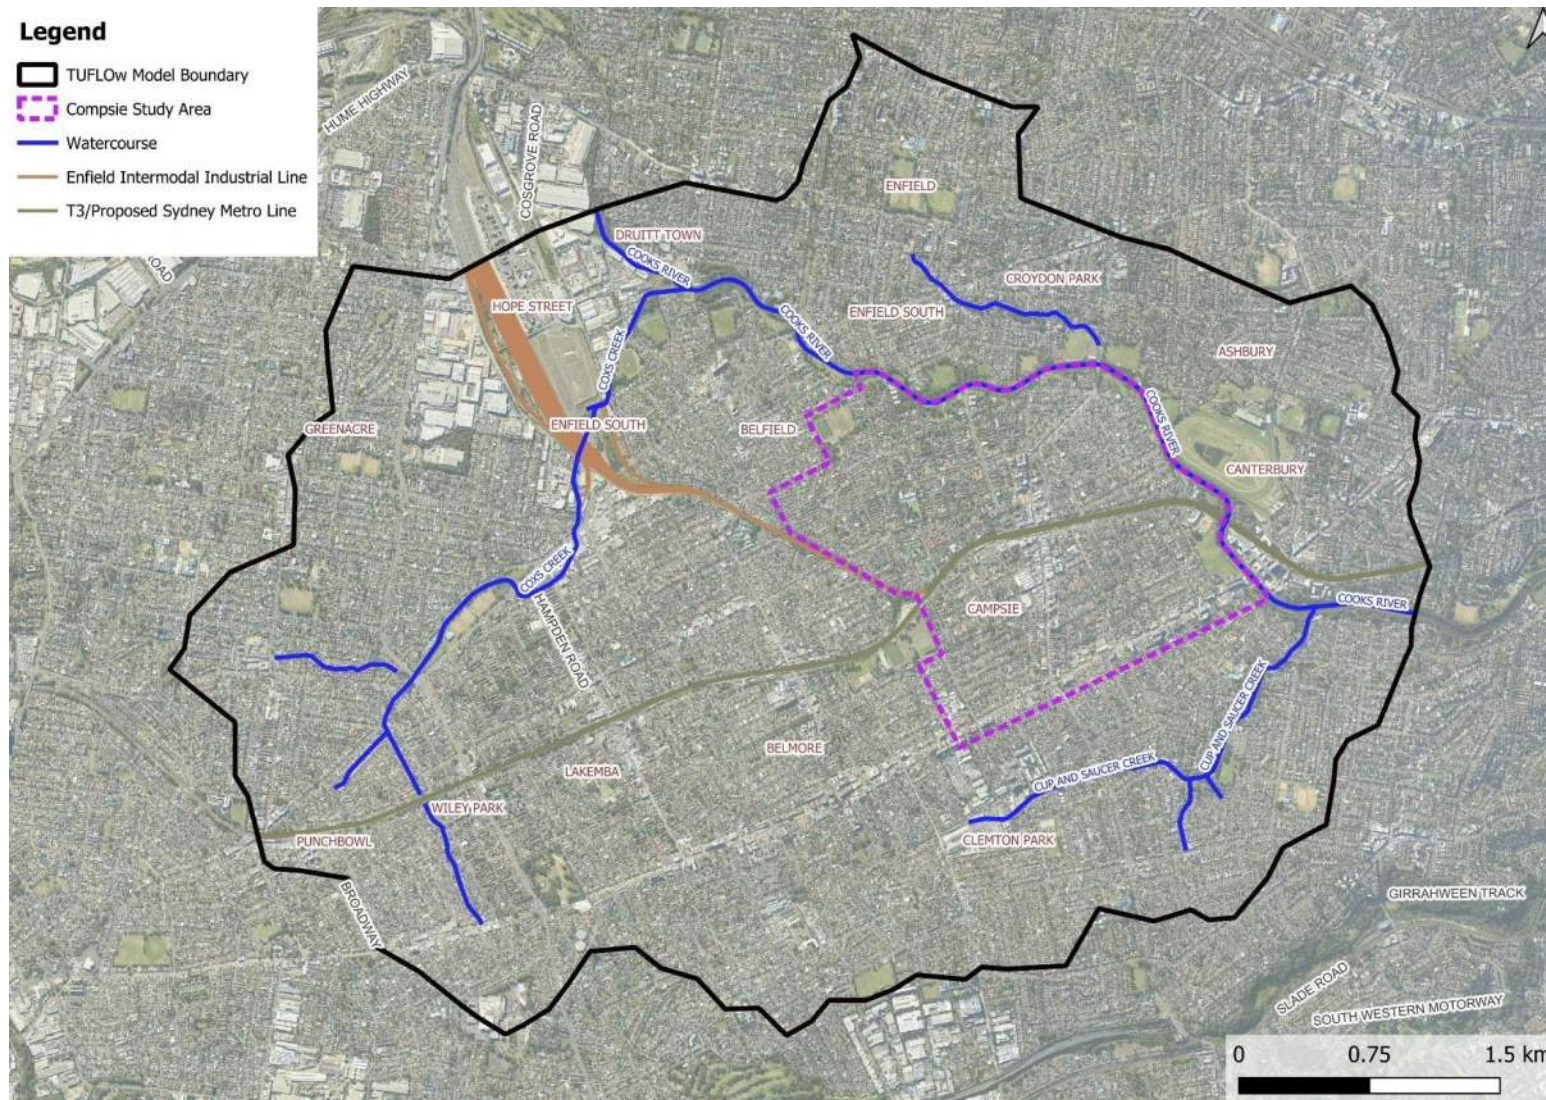 Legend
TUFLOw Model Boundary
Compsie Study Area
Watercourse
Enfield Intermodal Industrial Line
T3/Proposed Sydney Metro Line
HUME HIGHWAY
COSGROVE ROAD
ROAD
ENFIELD
DRUITT TOWN
COOKS RIVER
CROYDON PARK
HOPE STREET
ENFIELD SOUTH
COOKS RIVER
COXS CREEK
ASHBURY
COOKS RIVER
GREENACRE
ENFIELD SOUTH
BELFIELD
CANTERBURY
COXS CREEK
HAMPDEN ROAD
CAMPSIE
COOKS RIVER
CUP AND SAUCER CREEK
BELMORE
LAKEMBA
CUP AND SAUCER CREEK
WILEY PARK
PUNCHBOWL
CLEMTON PARK
BROADWAY
GIRRAHWEEN TRACK
SLADE ROAD
SOUTH WESTERN MOTORWAY
0 0.75 1.5 km